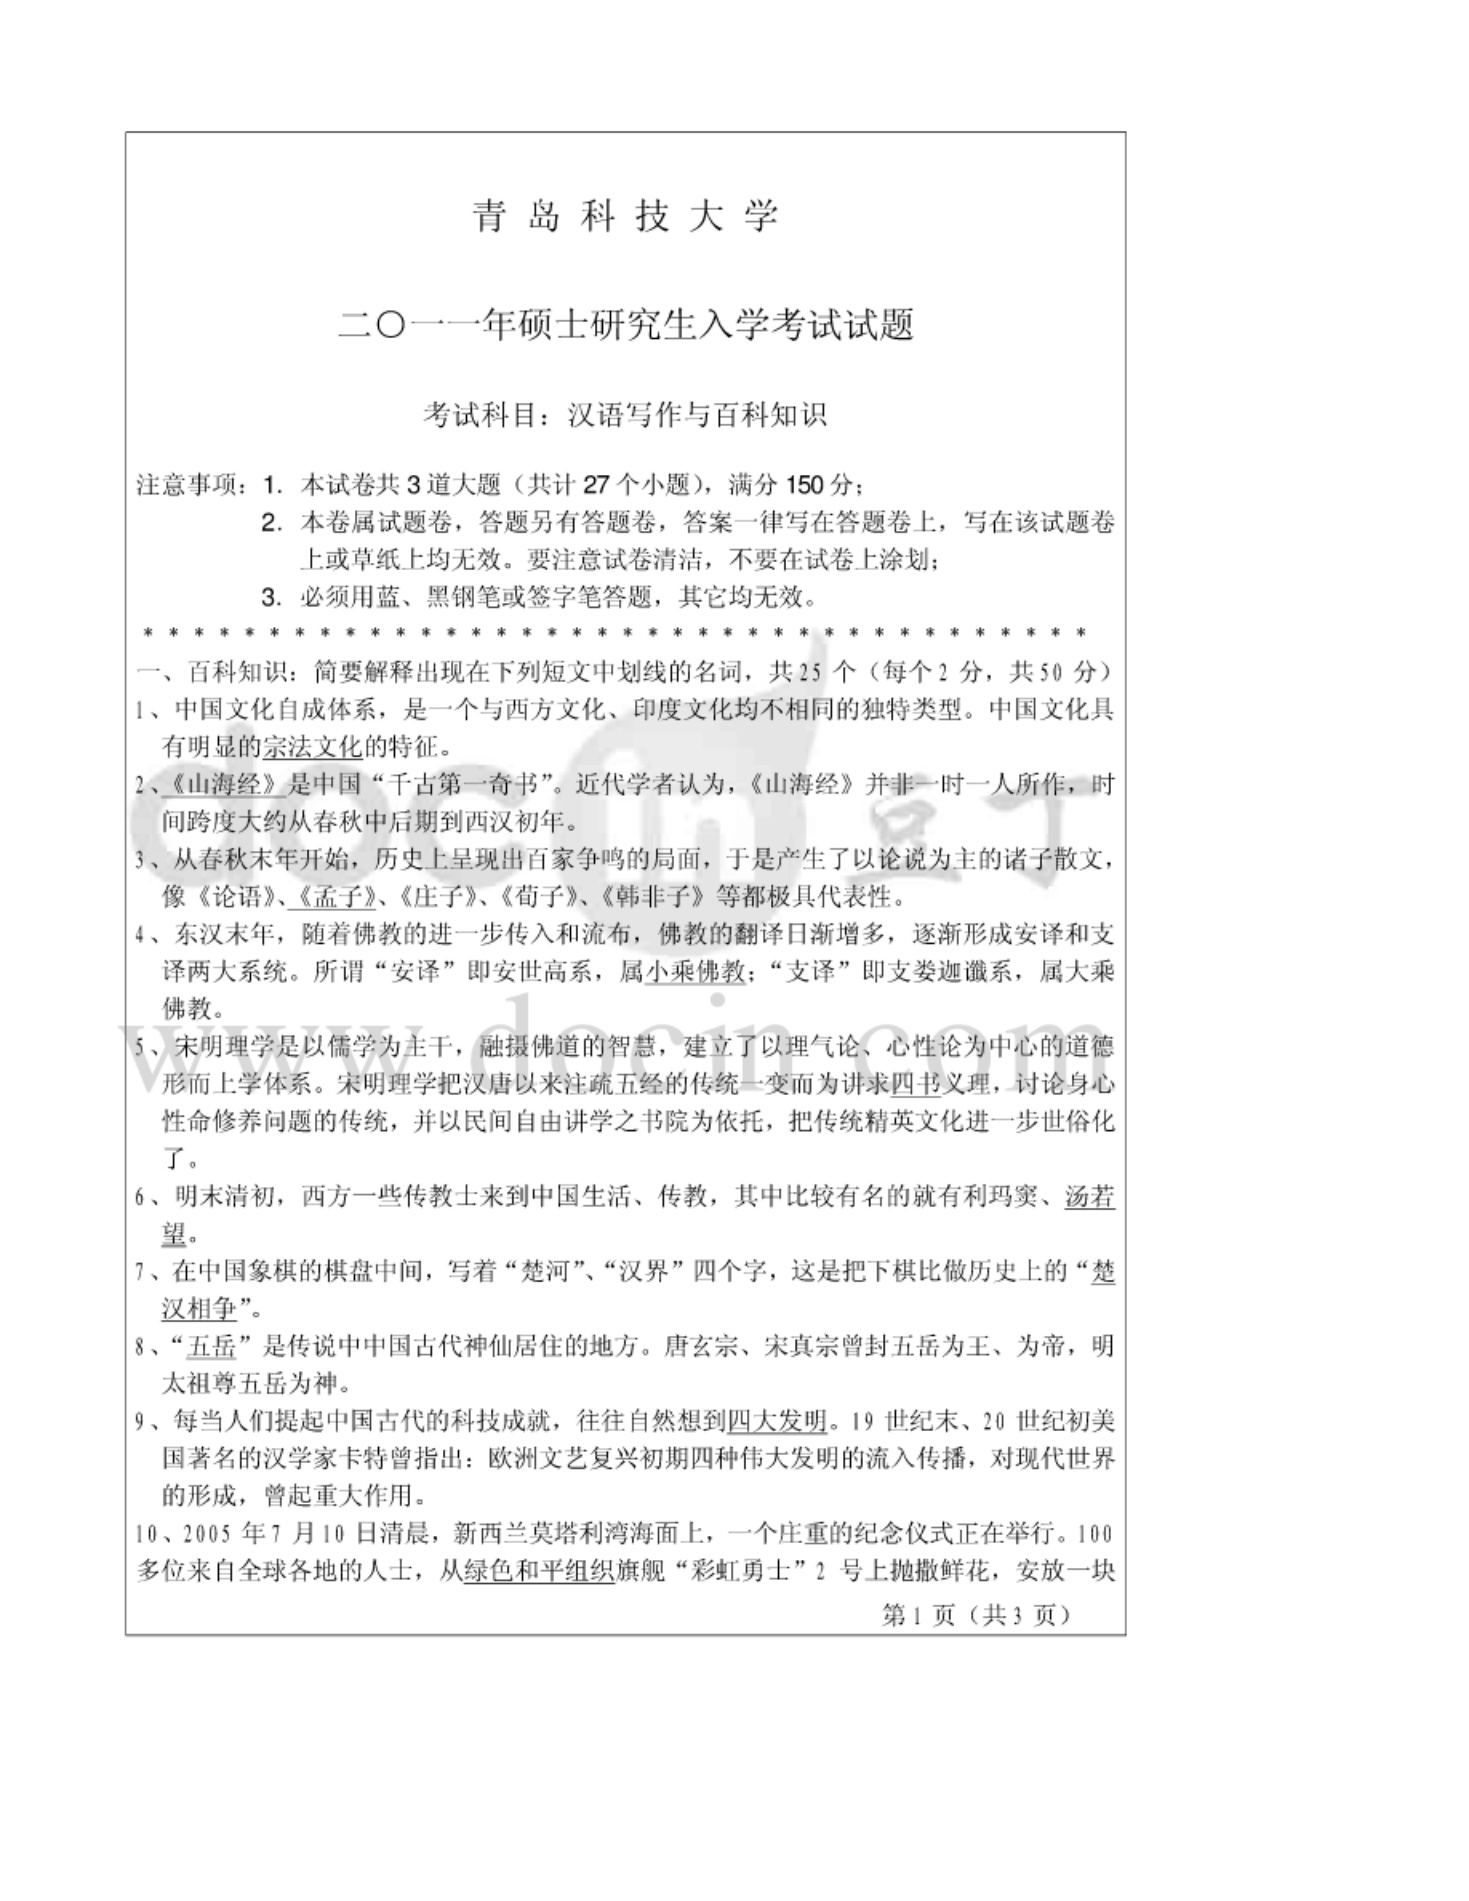 青 岛 科 技 大 学
二〇一一年硕士研究生入学考试试题
考试科目：汉语写作与百科知识
注意事项：1．本试卷共 3 道大题（共计 27 个小题），满分 150 分；
2．本卷属试题卷，答题另有答题卷，答案一律写在答题卷上，写在该试题卷
上或草纸上均无效。要注意试卷清洁，不要在试卷上涂划；
3．必须用蓝、黑钢笔或签字笔答题，其它均无效。
* * * * * * * * * * * * * * * * * * * * * * * * * * * * * * * * * * * * * *
一、百科知识：简要解释出现在下列短文中划线的名词，共 25 个（每个 2 分，共 50 分）
1、中国文化自成体系，是一个与西方文化、印度文化均不相同的独特类型。中国文化具
有明显的宗法文化的特征。
2、《山海经》是中国“千古第一奇书”。近代学者认为，《山海经》并非一时一人所作，时
间跨度大约从春秋中后期到西汉初年。
3、从春秋末年开始，历史上呈现出百家争鸣的局面，于是产生了以论说为主的诸子散文，
像《论语》、《孟子》、《庄子》、《荀子》、《韩非子》等都极具代表性。
4、东汉末年，随着佛教的进一步传入和流布，佛教的翻译日渐增多，逐渐形成安译和支
译两大系统。所谓“安译”即安世高系，属小乘佛教；“支译”即支娄迦谶系，属大乘
佛教。
5、宋明理学是以儒学为主干，融摄佛道的智慧，建立了以理气论、心性论为中心的道德
形而上学体系。宋明理学把汉唐以来注疏五经的传统一变而为讲求四书义理，讨论身心
性命修养问题的传统，并以民间自由讲学之书院为依托，把传统精英文化进一步世俗化
了。
6、明末清初，西方一些传教士来到中国生活、传教，其中比较有名的就有利玛窦、汤若
望。
7、在中国象棋的棋盘中间，写着“楚河”、“汉界”四个字，这是把下棋比做历史上的“楚
汉相争”。
8、“五岳”是传说中中国古代神仙居住的地方。唐玄宗、宋真宗曾封五岳为王、为帝，明
太祖尊五岳为神。
9、每当人们提起中国古代的科技成就，往往自然想到四大发明。19 世纪末、20 世纪初美
国著名的汉学家卡特曾指出：欧洲文艺复兴初期四种伟大发明的流入传播，对现代世界
的形成，曾起重大作用。
10、2005 年 7 月 10 日清晨，新西兰莫塔利湾海面上，一个庄重的纪念仪式正在举行。100
多位来自全球各地的人士，从绿色和平组织旗舰“彩虹勇士”2 号上抛撒鲜花，安放一块
第 1 页（共 3 页）
docin 豆丁
www.docin.com